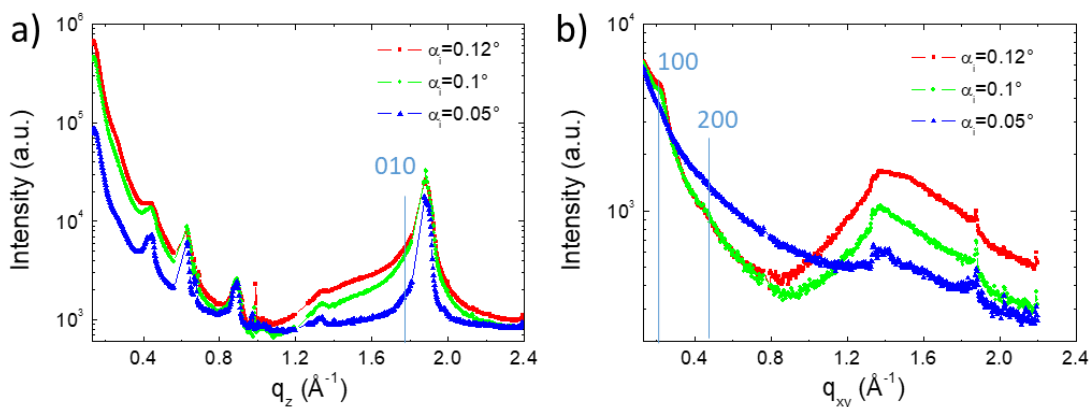 a)
10⁶
10⁵
10⁴
10³
Intensity (a.u.)
αᵢ=0.12°
αᵢ=0.1°
αᵢ=0.05°
010
0.4 0.8 1.2 1.6 2.0 2.4
q_z (Å⁻¹)
b)
10⁴
10³
Intensity (a.u.)
100
200
αᵢ=0.12°
αᵢ=0.1°
αᵢ=0.05°
0.4 0.8 1.2 1.6 2.0 2.4
q_xy (Å⁻¹)